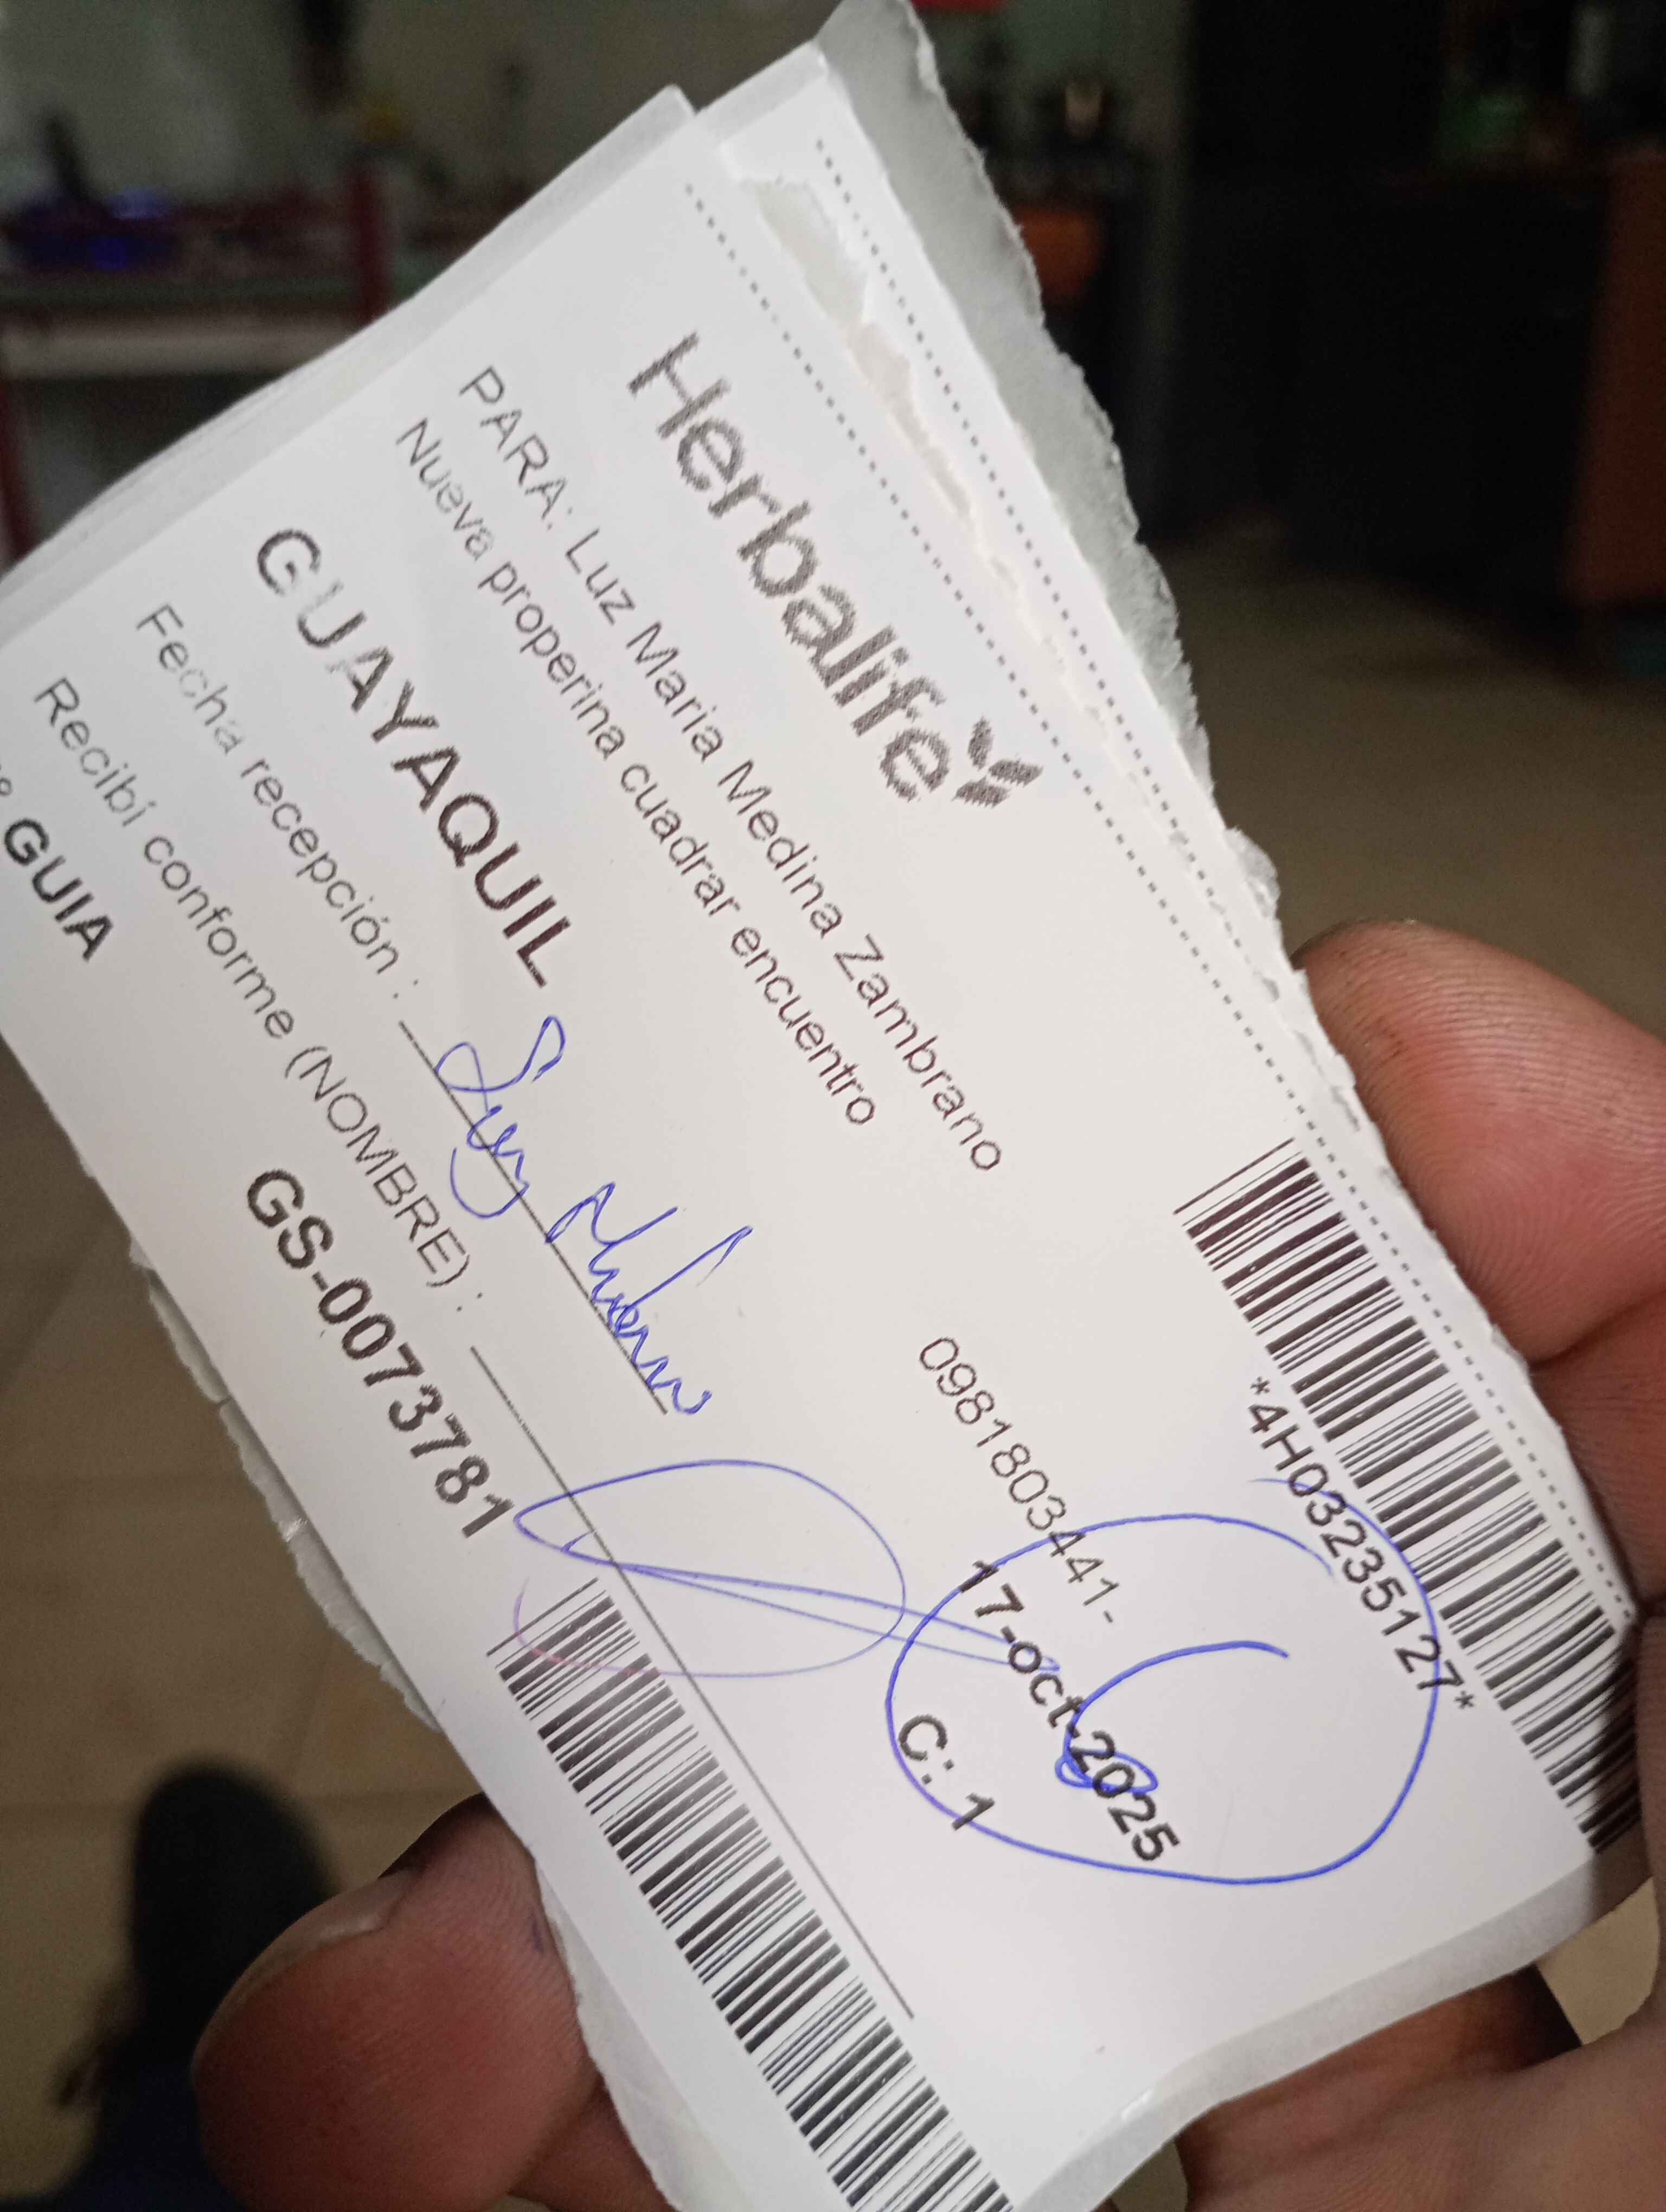 Herbalife
*4H03235127*
PARA: Luz Maria Medina Zambrano
0981803441-
Nueva properina cuadrar encuentro
17-oct-2025
GUAYAQUIL
C: 1
Fecha recepción :
Recibí conforme (NOMBRE) :
GUIA
GS-0073781